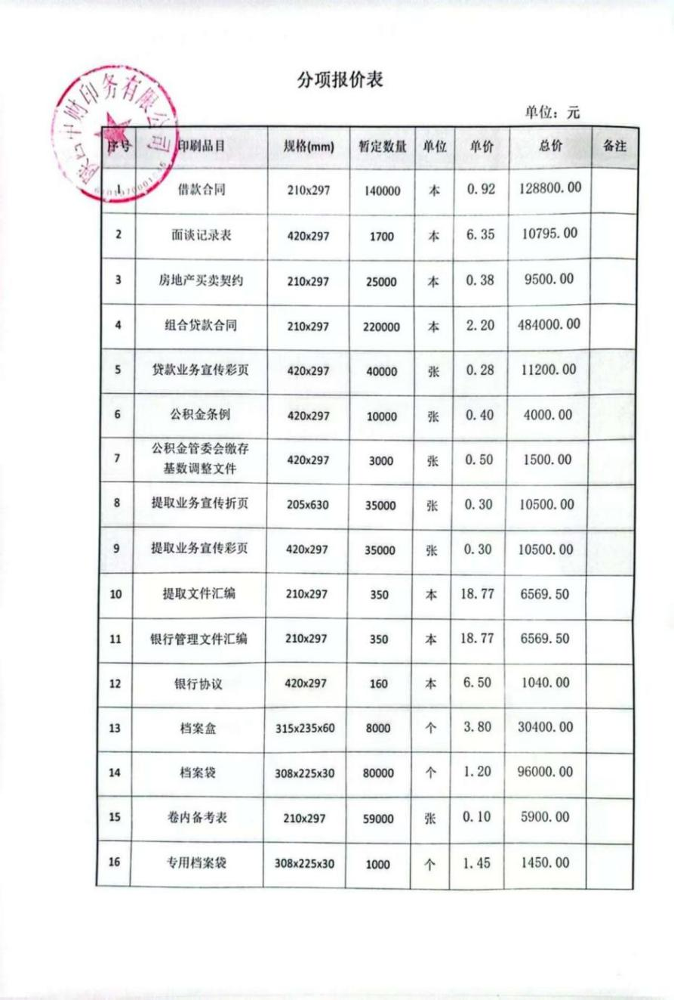 分项报价表
单位：元
中财印务有限公司
序号 印刷品目 规格(mm) 暂定数量 单位 单价 总价 备注
1 借款合同 210x297 140000 本 0.92 128800.00
2 面谈记录表 420x297 1700 本 6.35 10795.00
3 房地产买卖契约 210x297 25000 本 0.38 9500.00
4 组合贷款合同 210x297 220000 本 2.20 484000.00
5 贷款业务宣传彩页 420x297 40000 张 0.28 11200.00
6 公积金条例 420x297 10000 张 0.40 4000.00
公积金管委会缴存
7 基数调整文件 420x297 3000 张 0.50 1500.00
8 提取业务宣传折页 205x630 35000 张 0.30 10500.00
9 提取业务宣传彩页 420x297 35000 张 0.30 10500.00
10 提取文件汇编 210x297 350 本 18.77 6569.50
11 银行管理文件汇编 210x297 350 本 18.77 6569.50
12 银行协议 420x297 160 本 6.50 1040.00
13 档案盒 315x235x60 8000 个 3.80 30400.00
14 档案袋 308x225x30 80000 个 1.20 96000.00
15 卷内备考表 210x297 59000 张 0.10 5900.00
16 专用档案袋 308x225x30 1000 个 1.45 1450.00